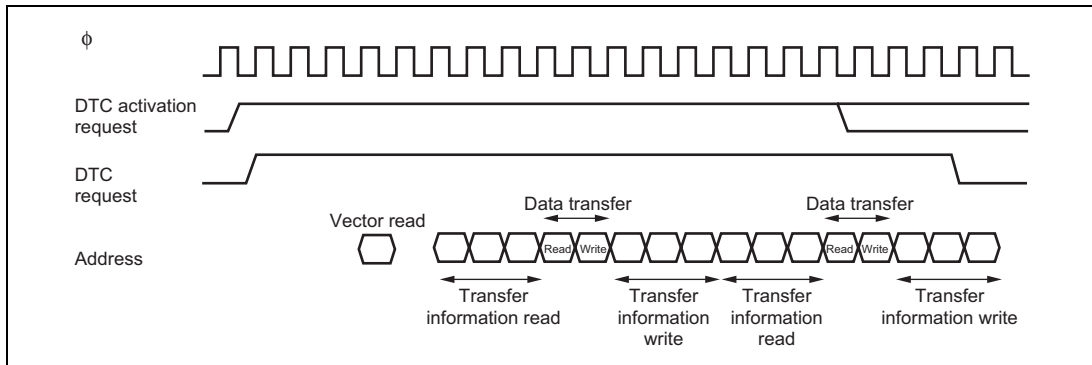 ϕ
DTC activation
request
DTC
request
Data transfer
Data transfer
Vector read
Address
Read
Write
Read
Write
Transfer
information read
Transfer
information
write
Transfer
information
read
Transfer
information write